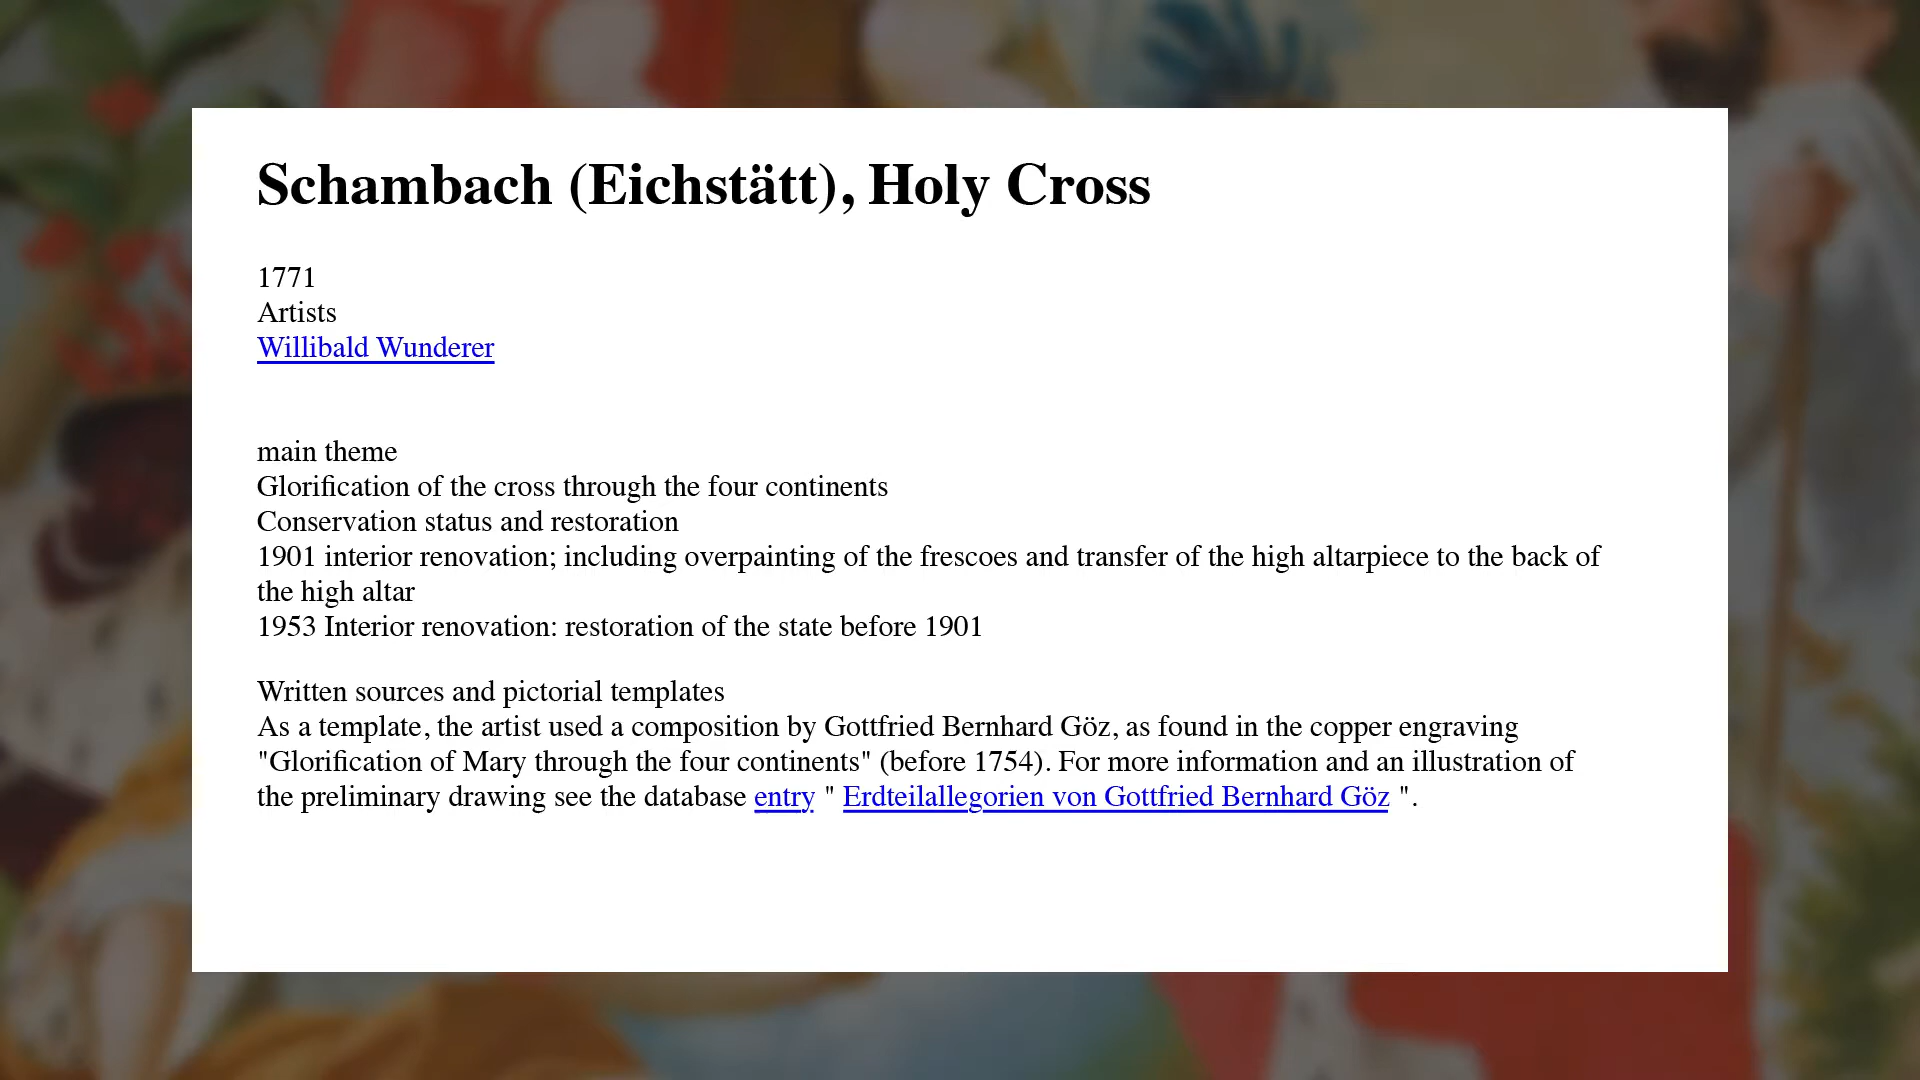 Schambach (Eichstätt), Holy Cross
1771
Artists
Willibald Wunderer
main theme
Glorification of the cross through the four continents
Conservation status and restoration
1901 interior renovation; including overpainting of the frescoes and transfer of the high altarpiece to the back of
the high altar
1953 Interior renovation: restoration of the state before 1901
Written sources and pictorial templates
As a template, the artist used a composition by Gottfried Bernhard Göz, as found in the copper engraving
"Glorification of Mary through the four continents" (before 1754). For more information and an illustration of
the preliminary drawing see the database entry " Erdteilallegorien von Gottfried Bernhard Göz ".